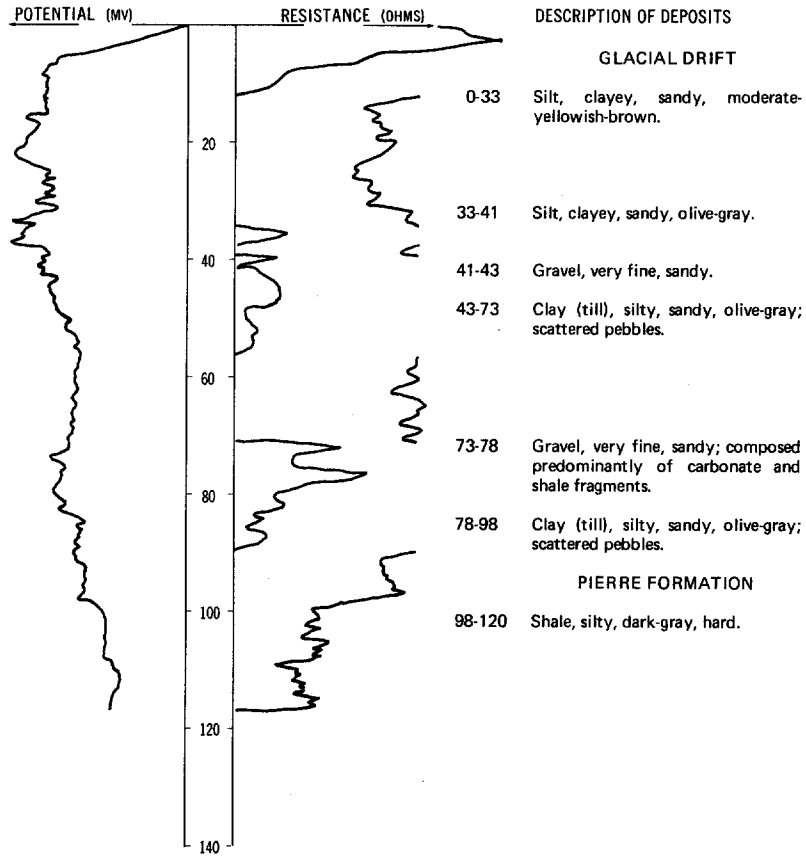 POTENTIAL (MV) RESISTANCE (OHMS) DESCRIPTION OF DEPOSITS
GLACIAL DRIFT
0-33 Silt, clayey, sandy, moderate-
yellowish-brown.
20
33-41 Silt, clayey, sandy, olive-gray.
40
41-43 Gravel, very fine, sandy.
43-73 Clay (till), silty, sandy, olive-gray;
scattered pebbles.
60
73-78 Gravel, very fine, sandy; composed
predominantly of carbonate and
shale fragments.
80
78-98 Clay (till), silty, sandy, olive-gray;
scattered pebbles.
PIERRE FORMATION
100
98-120 Shale, silty, dark-gray, hard.
120
140